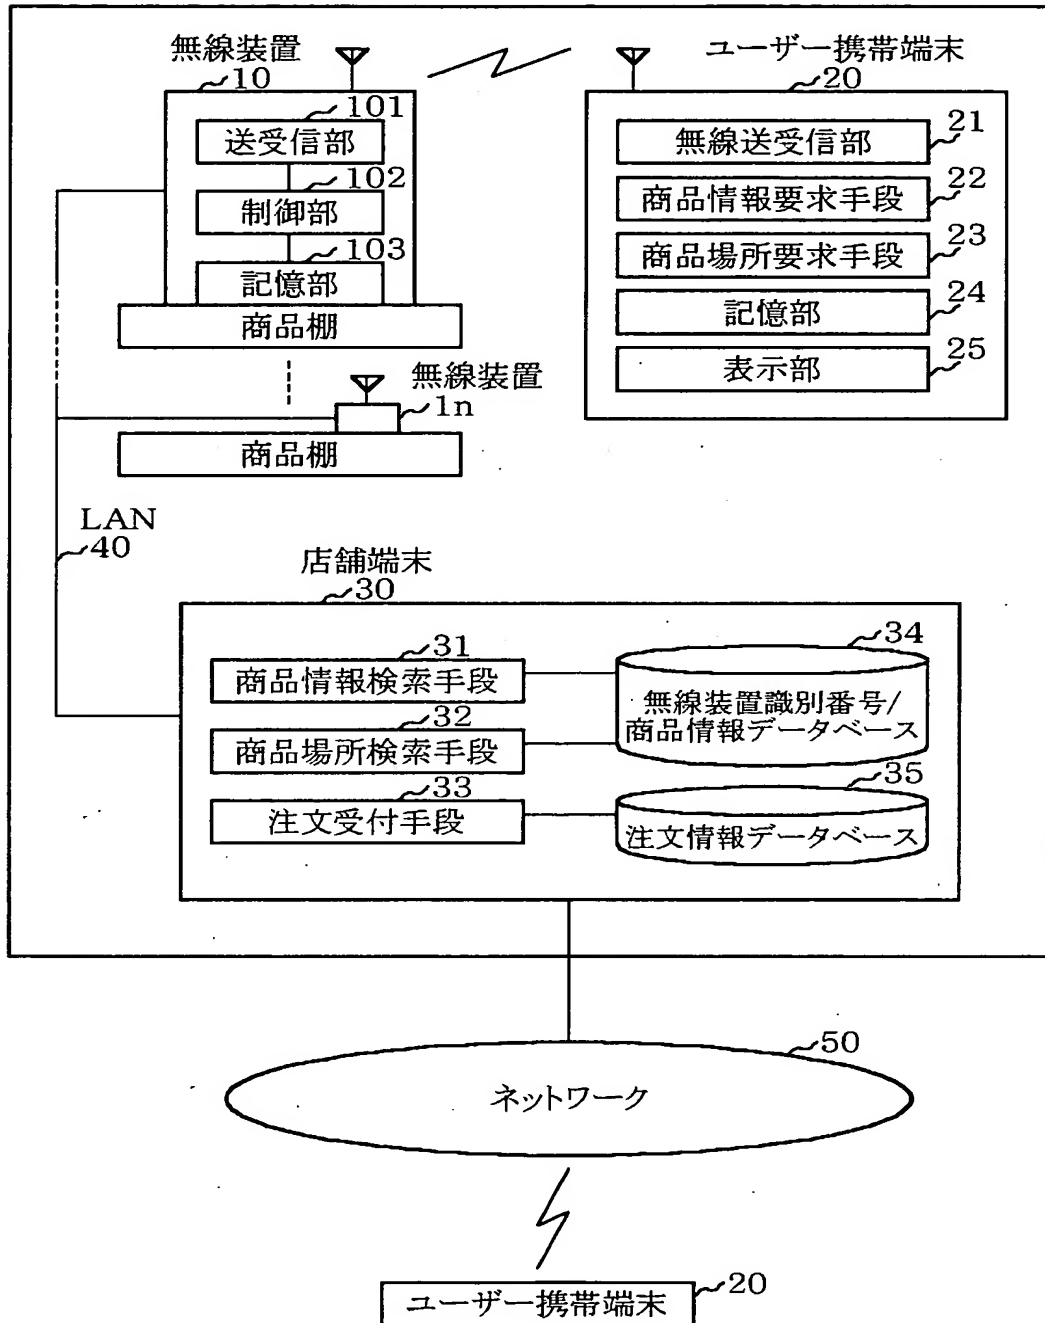 無線装置
10
101
送受信部
102
制御部
103
記憶部
商品棚
無線装置
1n
商品棚
ユーザー携帯端末
20
無線送受信部
21
商品情報要求手段
22
商品場所要求手段
23
記憶部
24
表示部
25
LAN
40
店舗端末
30
31
商品情報検索手段
32
商品場所検索手段
33
注文受付手段
34
無線装置識別番号/
商品情報データベース
35
注文情報データベース
50
ネットワーク
ユーザー携帯端末
20